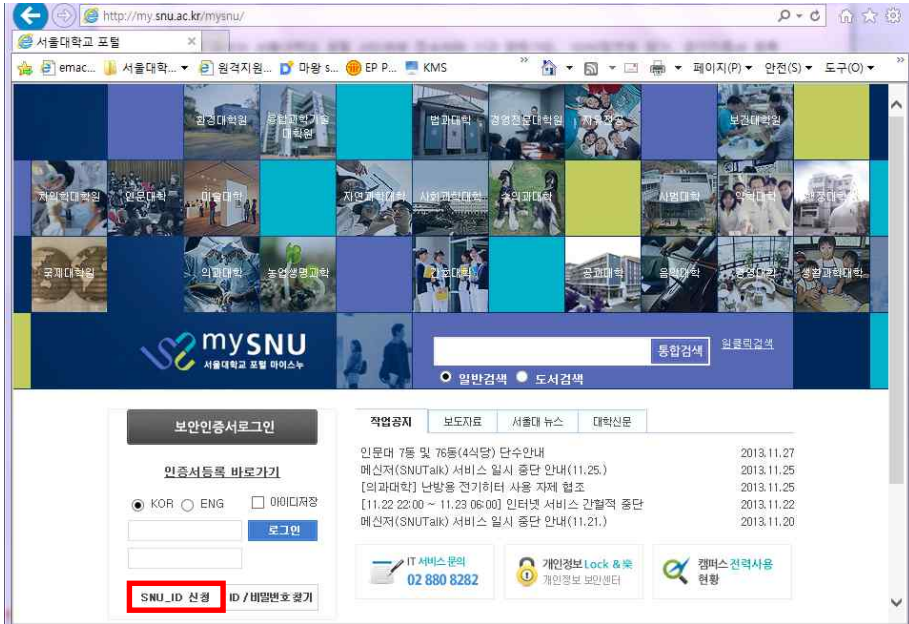 http://my.snu.ac.kr/mysnu/
서울대학교 포털
emac... 서울대학... 원격지원... 마왕 s... EP P... KMS 페이지(P) 안전(S) 도구(O)
환경대학원 융합과학기술대학원 법과대학 경영전문대학원 자유전공 보건대학원
치의학대학원 인문대학 미술대학 자연과학대학 사회과학대학 수의과대학 사범대학 약학대학 행정대학원
국제대학원 의과대학 농업생명과학 간호대학 공과대학 음악대학 경영대학 생활과학대학
mySNU
서울대학교 포털 마이스누
통합검색 원클릭검색
일반검색 도서검색
보안인증서로그인
인증서등록 바로가기
KOR ENG 아이디저장
로그인
SNU_ID 신청 ID / 비밀번호 찾기
작업공지 보도자료 서울대 뉴스 대학신문
인문대 7동 및 76동(4식당) 단수안내 2013.11.27
메신저(SNUTalk) 서비스 일시 중단 안내(11.25.) 2013.11.25
[의과대학] 난방용 전기히터 사용 자제 협조 2013.11.25
[11.22 22:00 ~ 11.23 06:00] 인터넷 서비스 간헐적 중단 2013.11.22
메신저(SNUTalk) 서비스 일시 중단 안내(11.21.) 2013.11.20
IT 서비스 문의
02 880 8282
개인정보 Lock & 樂
개인정보 보안센터
캠퍼스 전력사용
현황